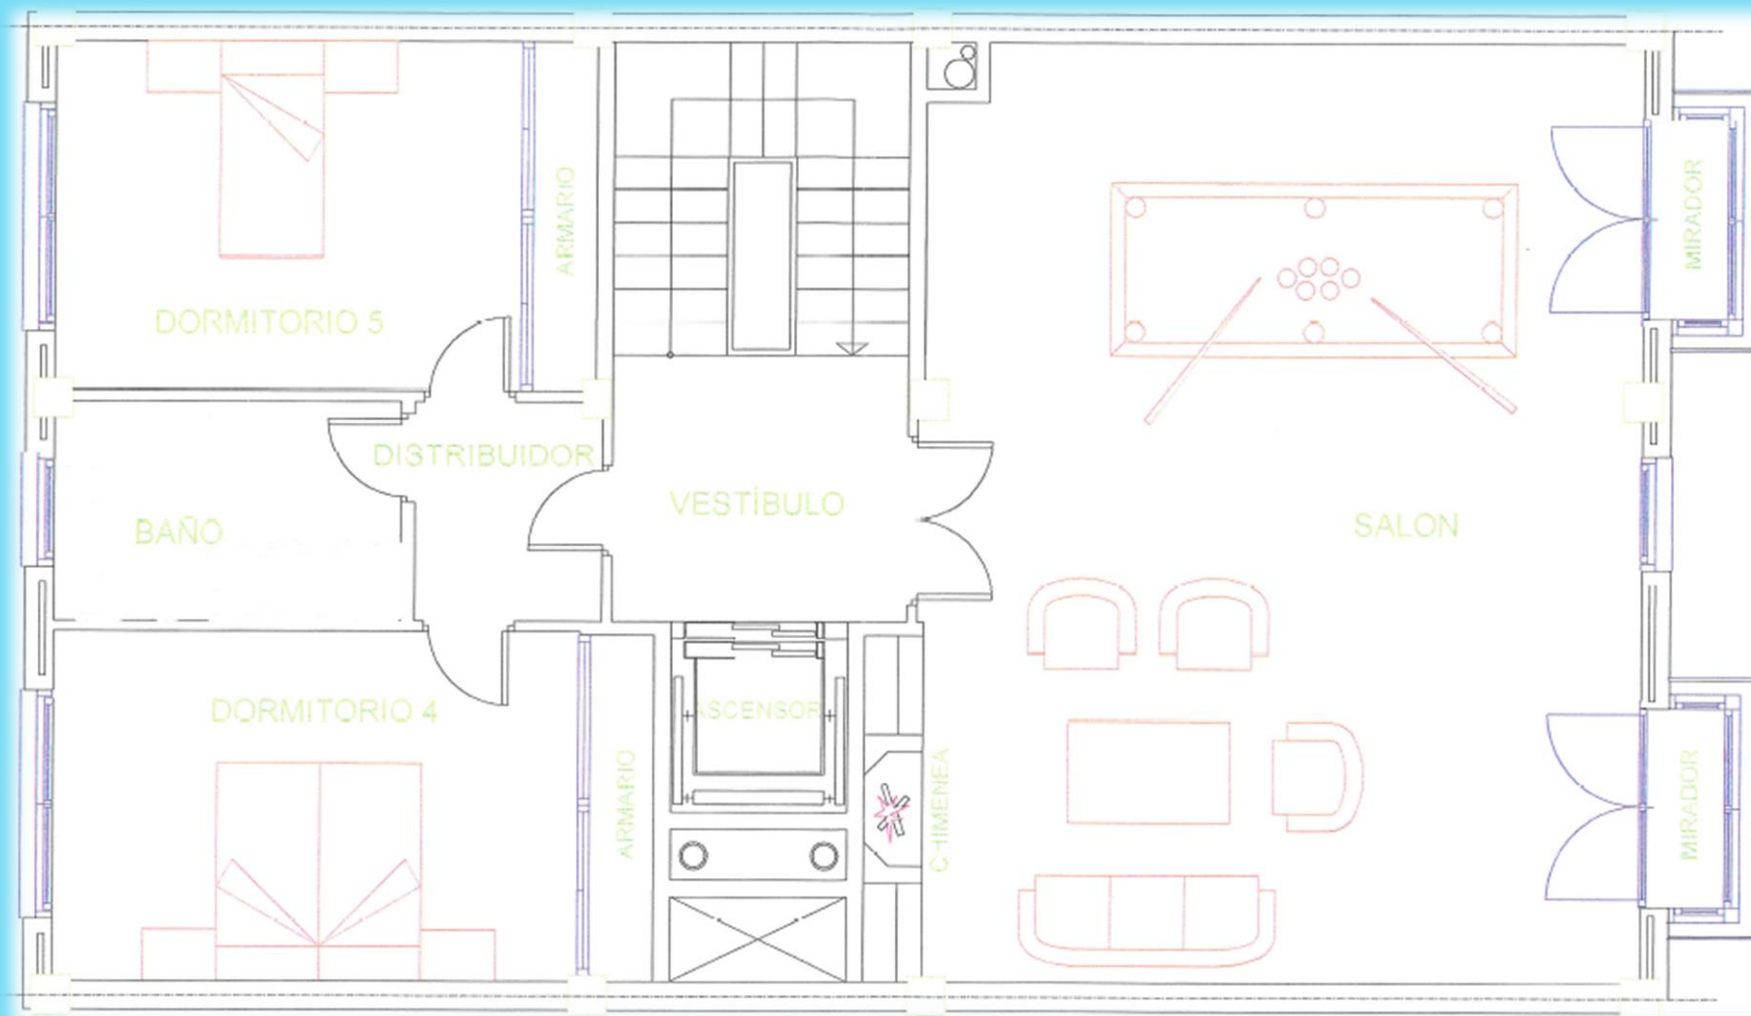 ARMARIO
MIRADOR
DORMITORIO 5
DISTRIBUIDOR
VESTÍBULO
BAÑO
SALON
DORMITORIO 4
ASCENSOR
ARMARIO
CHIMENEA
MIRADOR